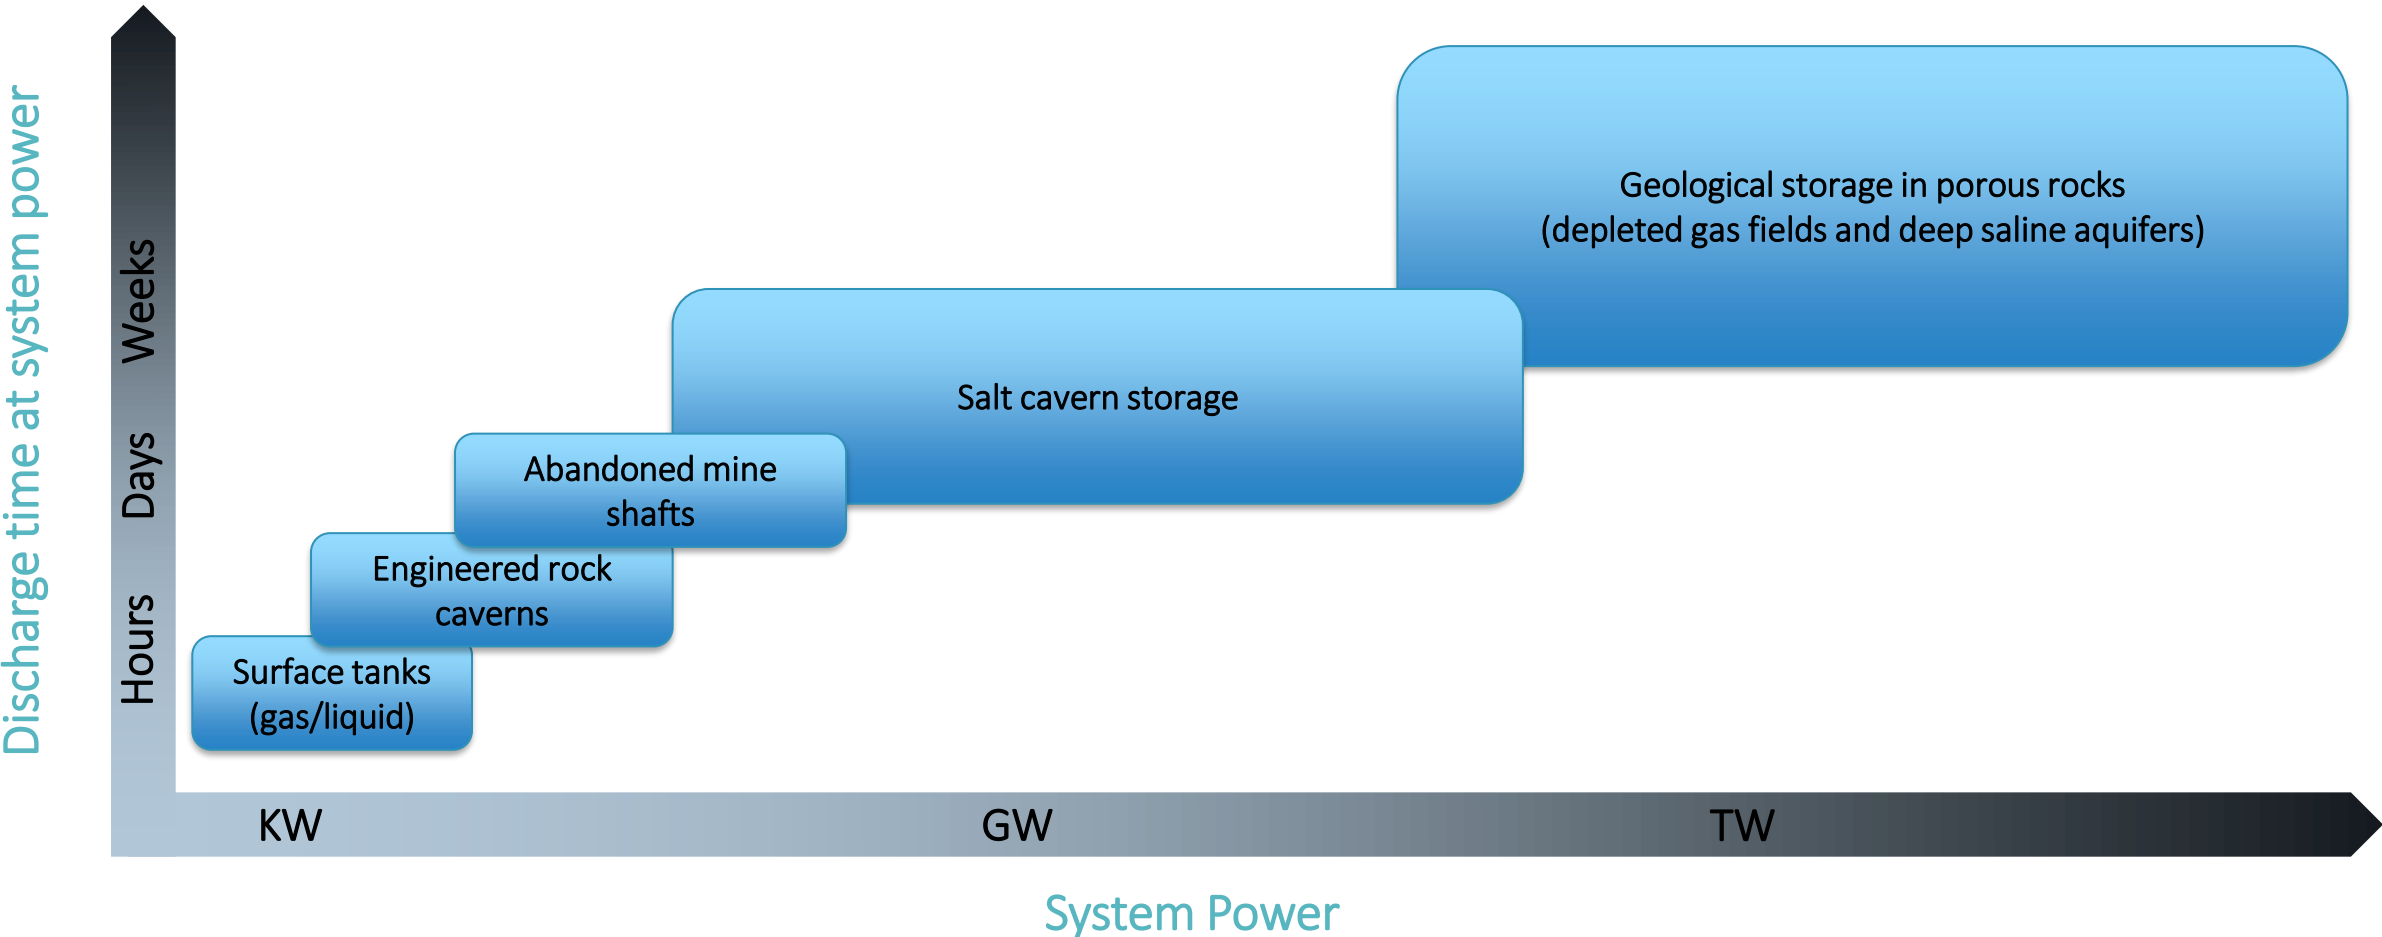 Discharge time at system power
Weeks
Days
Hours
Geological storage in porous rocks
(depleted gas fields and deep saline aquifers)
Salt cavern storage
Abandoned mine
shafts
Engineered rock
caverns
Surface tanks
(gas/liquid)
KW
GW
TW
System Power